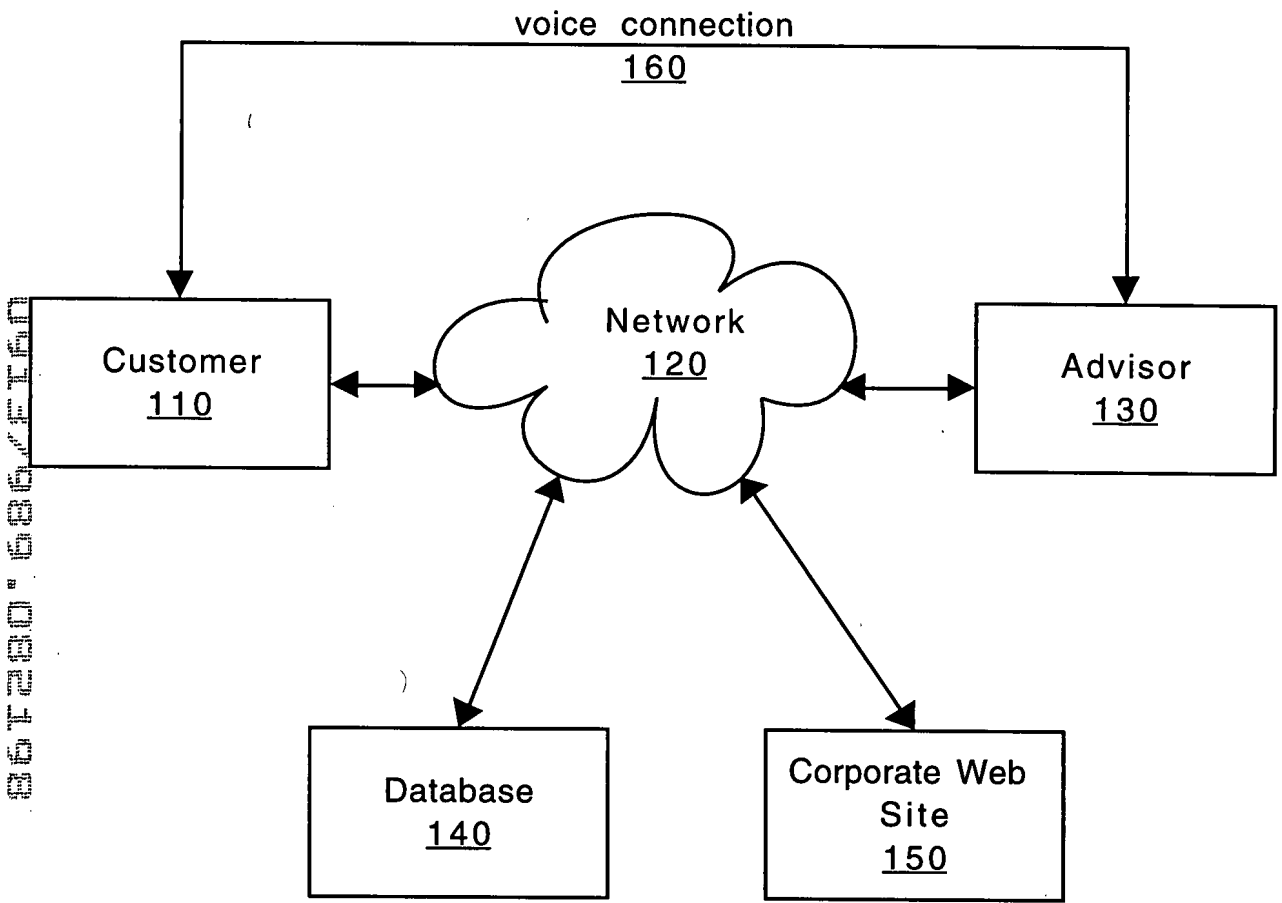 voice connection
160
Network
120
Customer
110
Advisor
130
Database
140
Corporate Web
Site
150